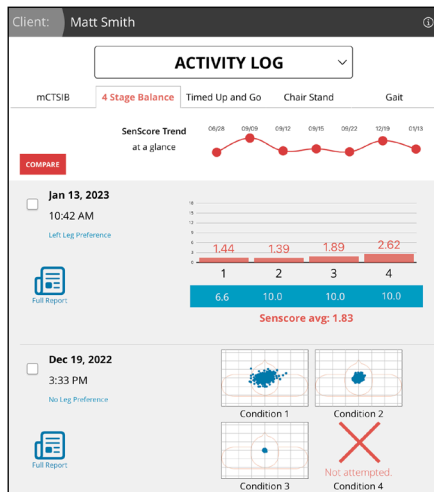 Client: Matt Smith
ACTIVITY LOG
mCTSIB 4 Stage Balance Timed Up and Go Chair Stand Gait
SenScore Trend
at a glance
08/28 09/09 09/12 09/15 09/22 12/19 01/13
COMPARE
Jan 13, 2023
10:42 AM
Left Leg Preference
Full Report
1.44 1.39 1.89 2.62
1 2 3 4
6.6 10.0 10.0 10.0
Senscore avg: 1.83
Dec 19, 2022
3:33 PM
No Leg Preference
Full Report
Condition 1 Condition 2
Not attempted.
Condition 3 Condition 4